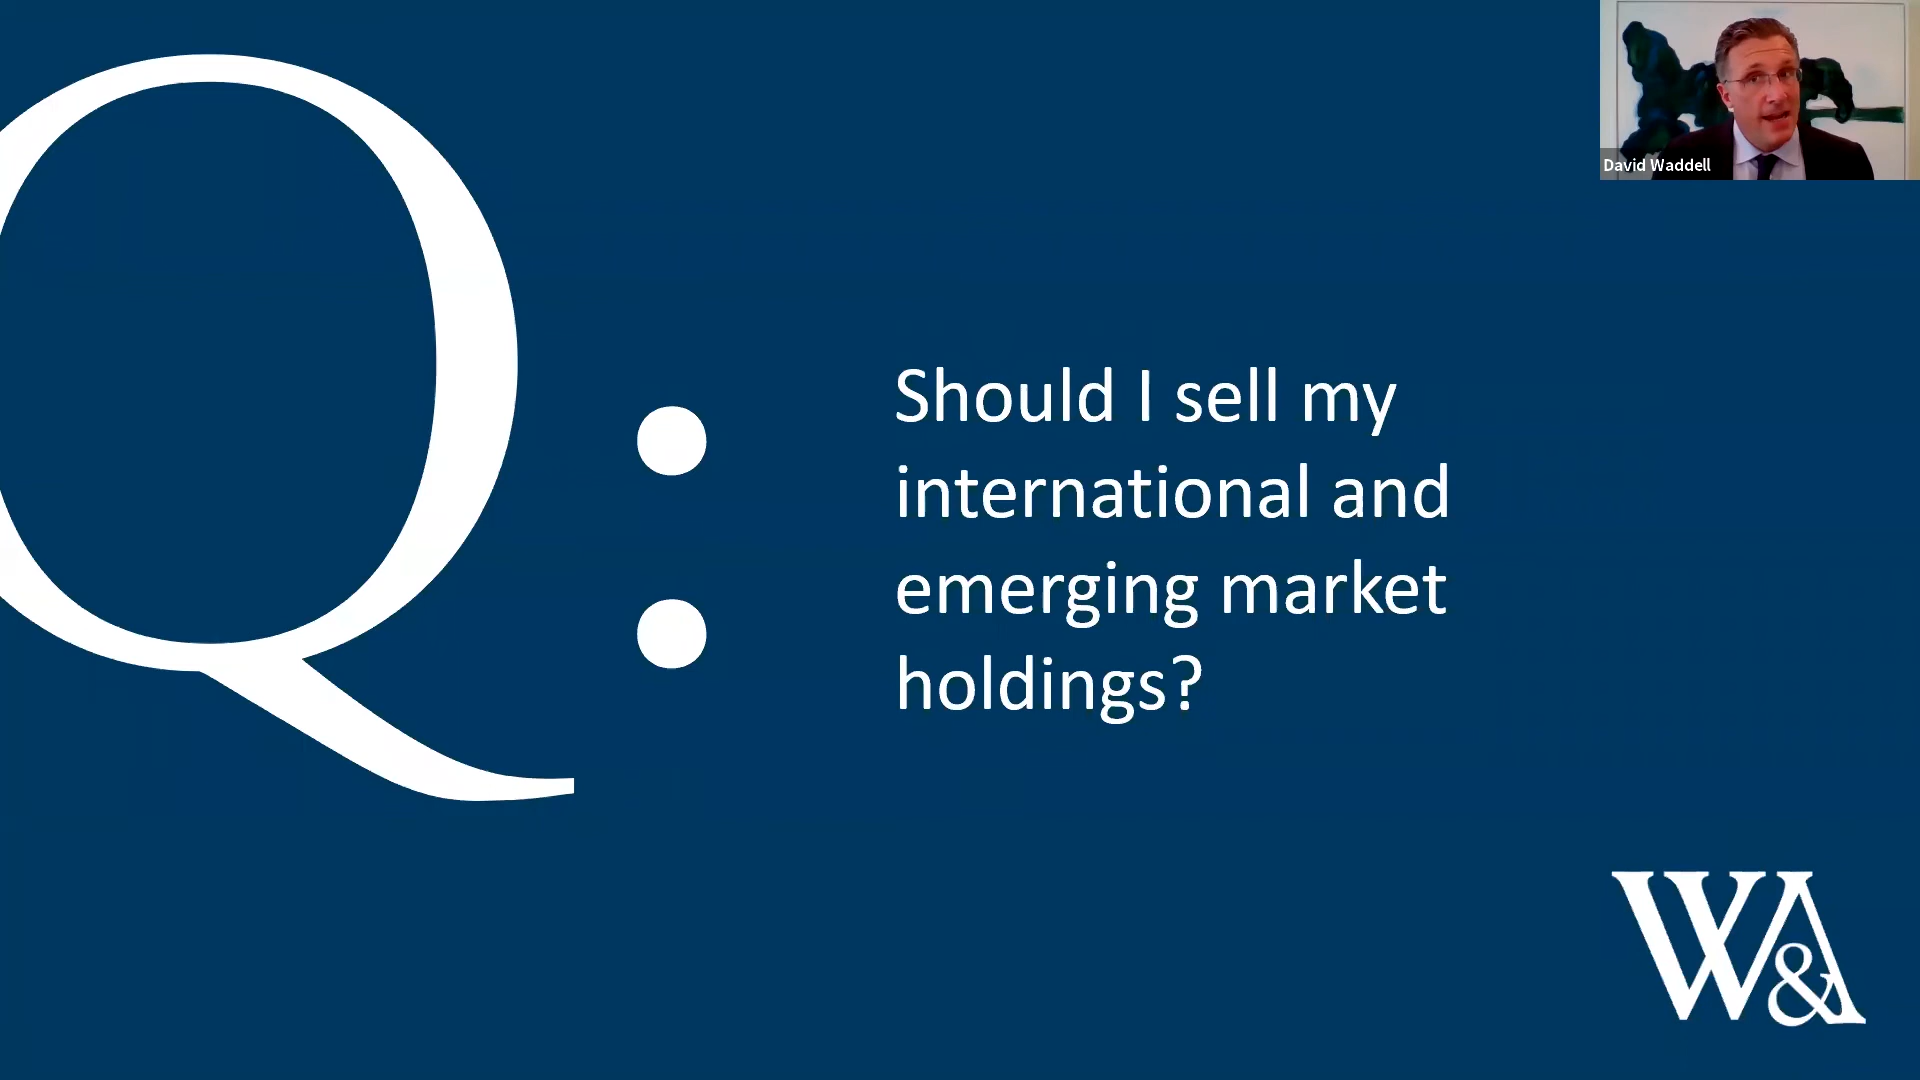 David Waddell
Q:
Should I sell my
international and
emerging market
holdings?
W&A